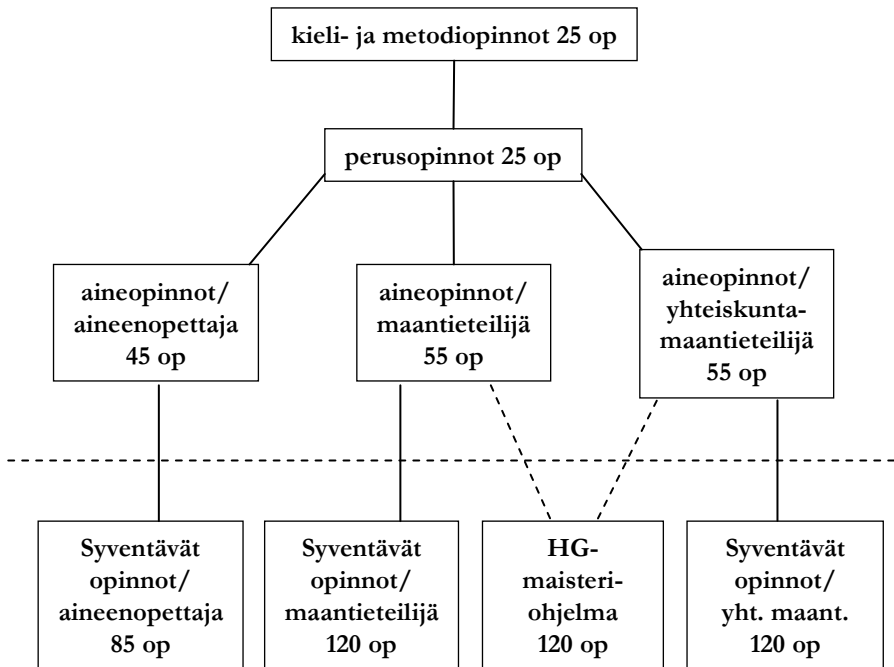 kieli- ja metodiopinnot 25 op
perusopinnot 25 op
aineopinnot/
aineenopettaja
45 op
aineopinnot/
maantieteilijä
55 op
aineopinnot/
yhteiskunta-
maantieteilijä
55 op
Syventävät
opinnot/
aineenopettaja
85 op
Syventävät
opinnot/
maantieteilijä
120 op
HG-
maisteri-
ohjelma
120 op
Syventävät
opinnot/
yht. maant.
120 op